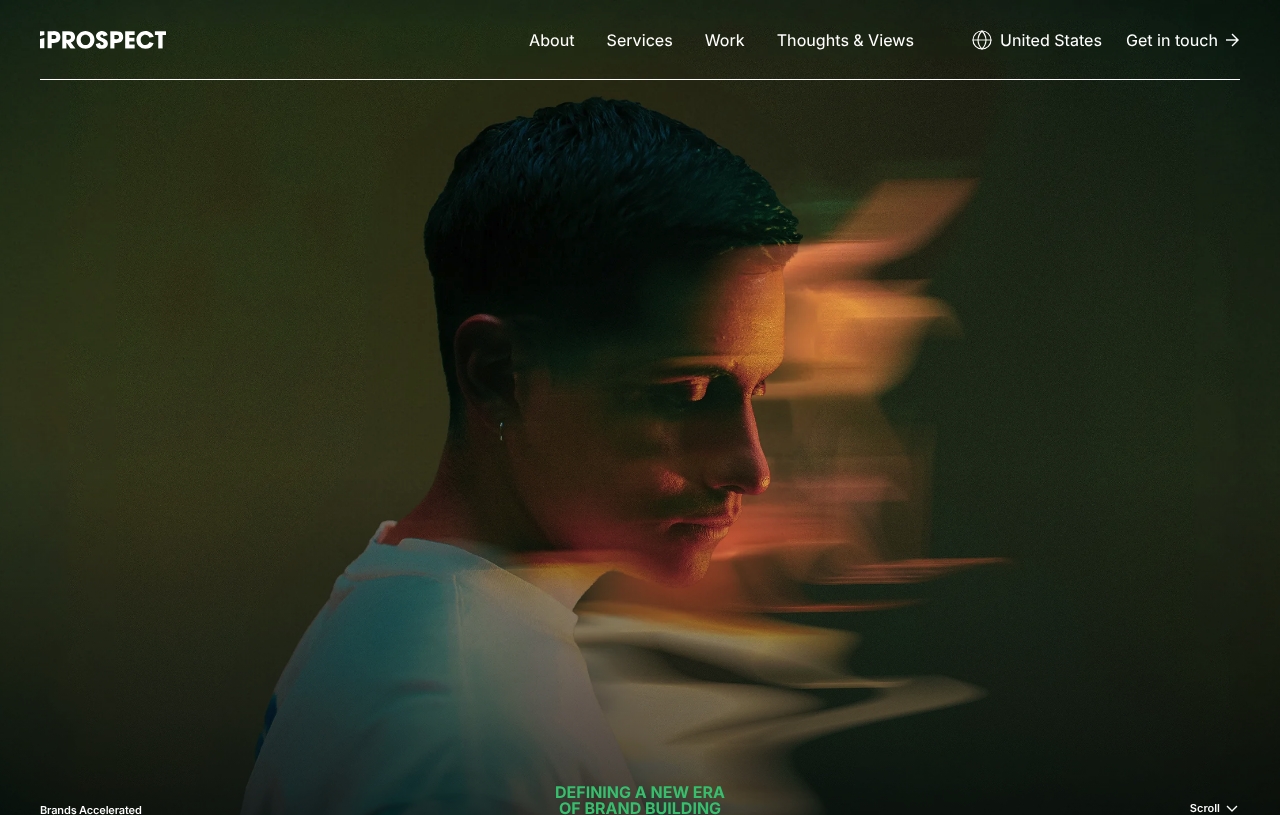 iPROSPECT
About
Services
Work
Thoughts & Views
United States
Get in touch
DEFINING A NEW ERA
OF BRAND BUILDING
Brands Accelerated
Scroll